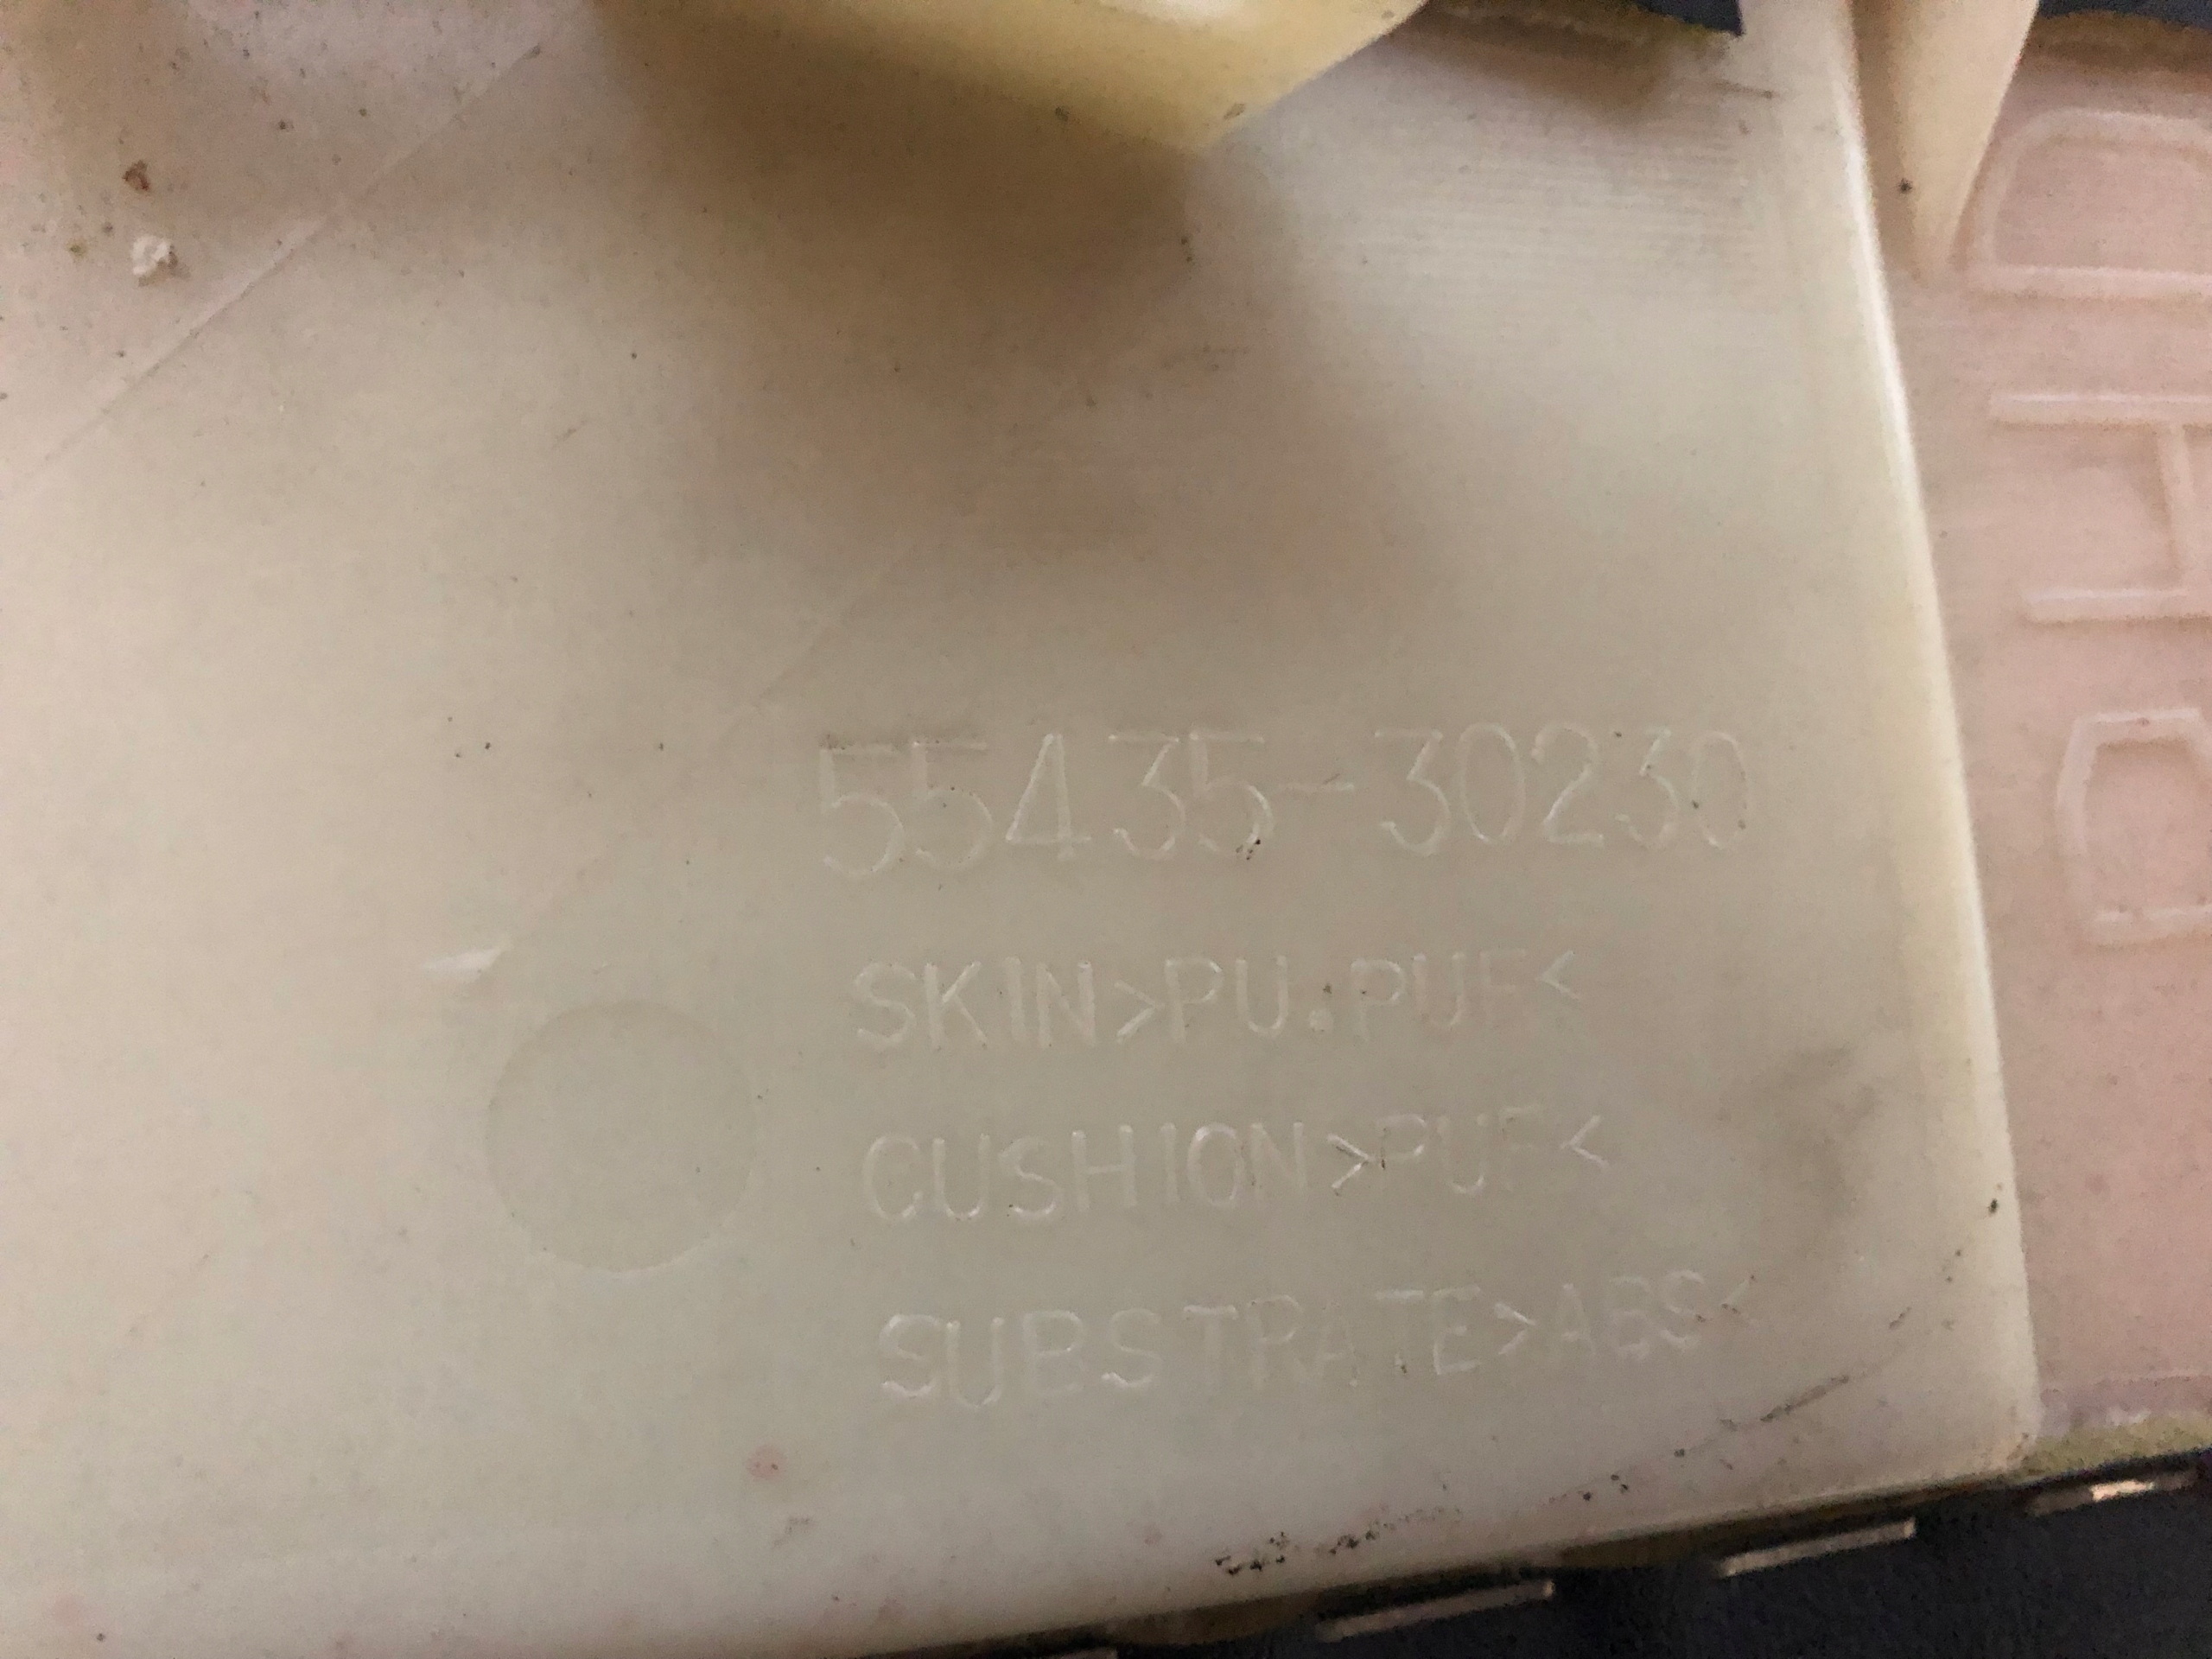 55435-30230
SKIN>PU.PUF<
CUSHION>PUF<
SUBSTRATE>ABS<